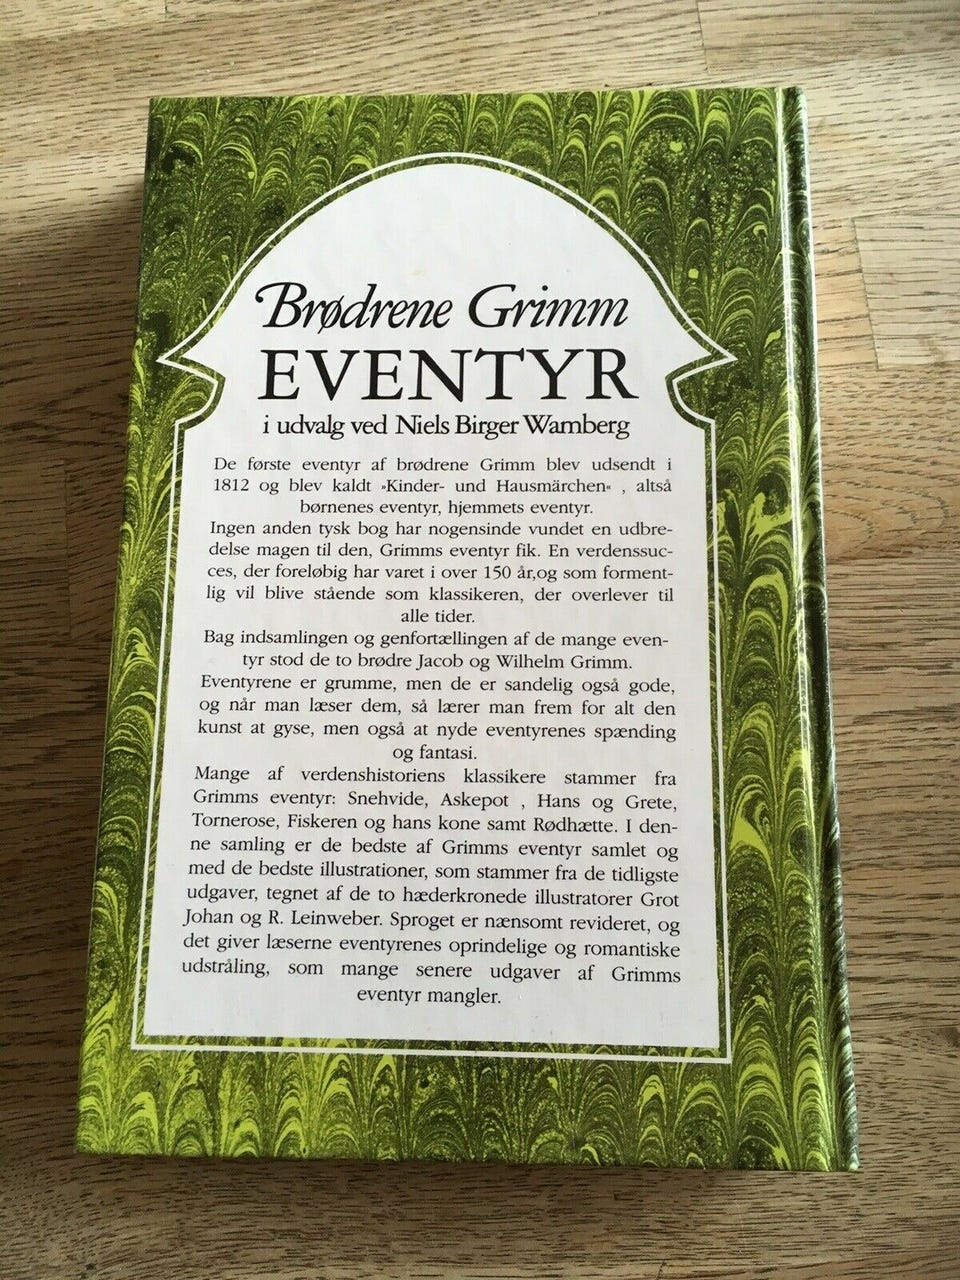 Brødrene Grimm
EVENTYR
i udvalg ved Niels Birger Wamberg
De første eventyr af brødrene Grimm blev udsendt i
1812 og blev kaldt »Kinder- und Hausmärchen« , altså
børnenes eventyr, hjemmets eventyr.
Ingen anden tysk bog har nogensinde vundet en udbre-
delse magen til den, Grimms eventyr fik. En verdenssuc-
ces, der foreløbig har varet i over 150 år,og som forment-
lig vil blive stående som klassikeren, der overlever til
alle tider.
Bag indsamlingen og genfortællingen af de mange even-
tyr stod de to brødre Jacob og Wilhelm Grimm.
Eventyrene er grumme, men de er sandelig også gode,
og når man læser dem, så lærer man frem for alt den
kunst at gyse, men også at nyde eventyrenes spænding
og fantasi.
Mange af verdenshistoriens klassikere stammer fra
Grimms eventyr: Snehvide, Askepot , Hans og Grete,
Tornerose, Fiskeren og hans kone samt Rødhætte. I den-
ne samling er de bedste af Grimms eventyr samlet og
med de bedste illustrationer, som stammer fra de tidligste
udgaver, tegnet af de to hæderkronede illustratorer Grot
Johan og R. Leinweber. Sproget er nænsomt revideret, og
det giver læserne eventyrenes oprindelige og romantiske
udstråling, som mange senere udgaver af Grimms
eventyr mangler.